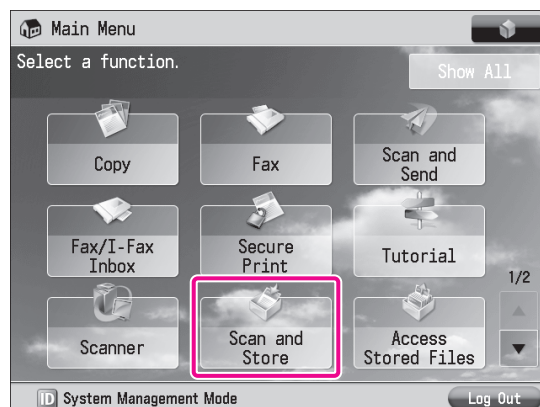 Main Menu
Select a function.
Show All
Copy
Fax
Scan and
Send
Fax/I-Fax
Inbox
Secure
Print
Tutorial
1/2
Scanner
Scan and
Store
Access
Stored Files
ID System Management Mode
Log Out